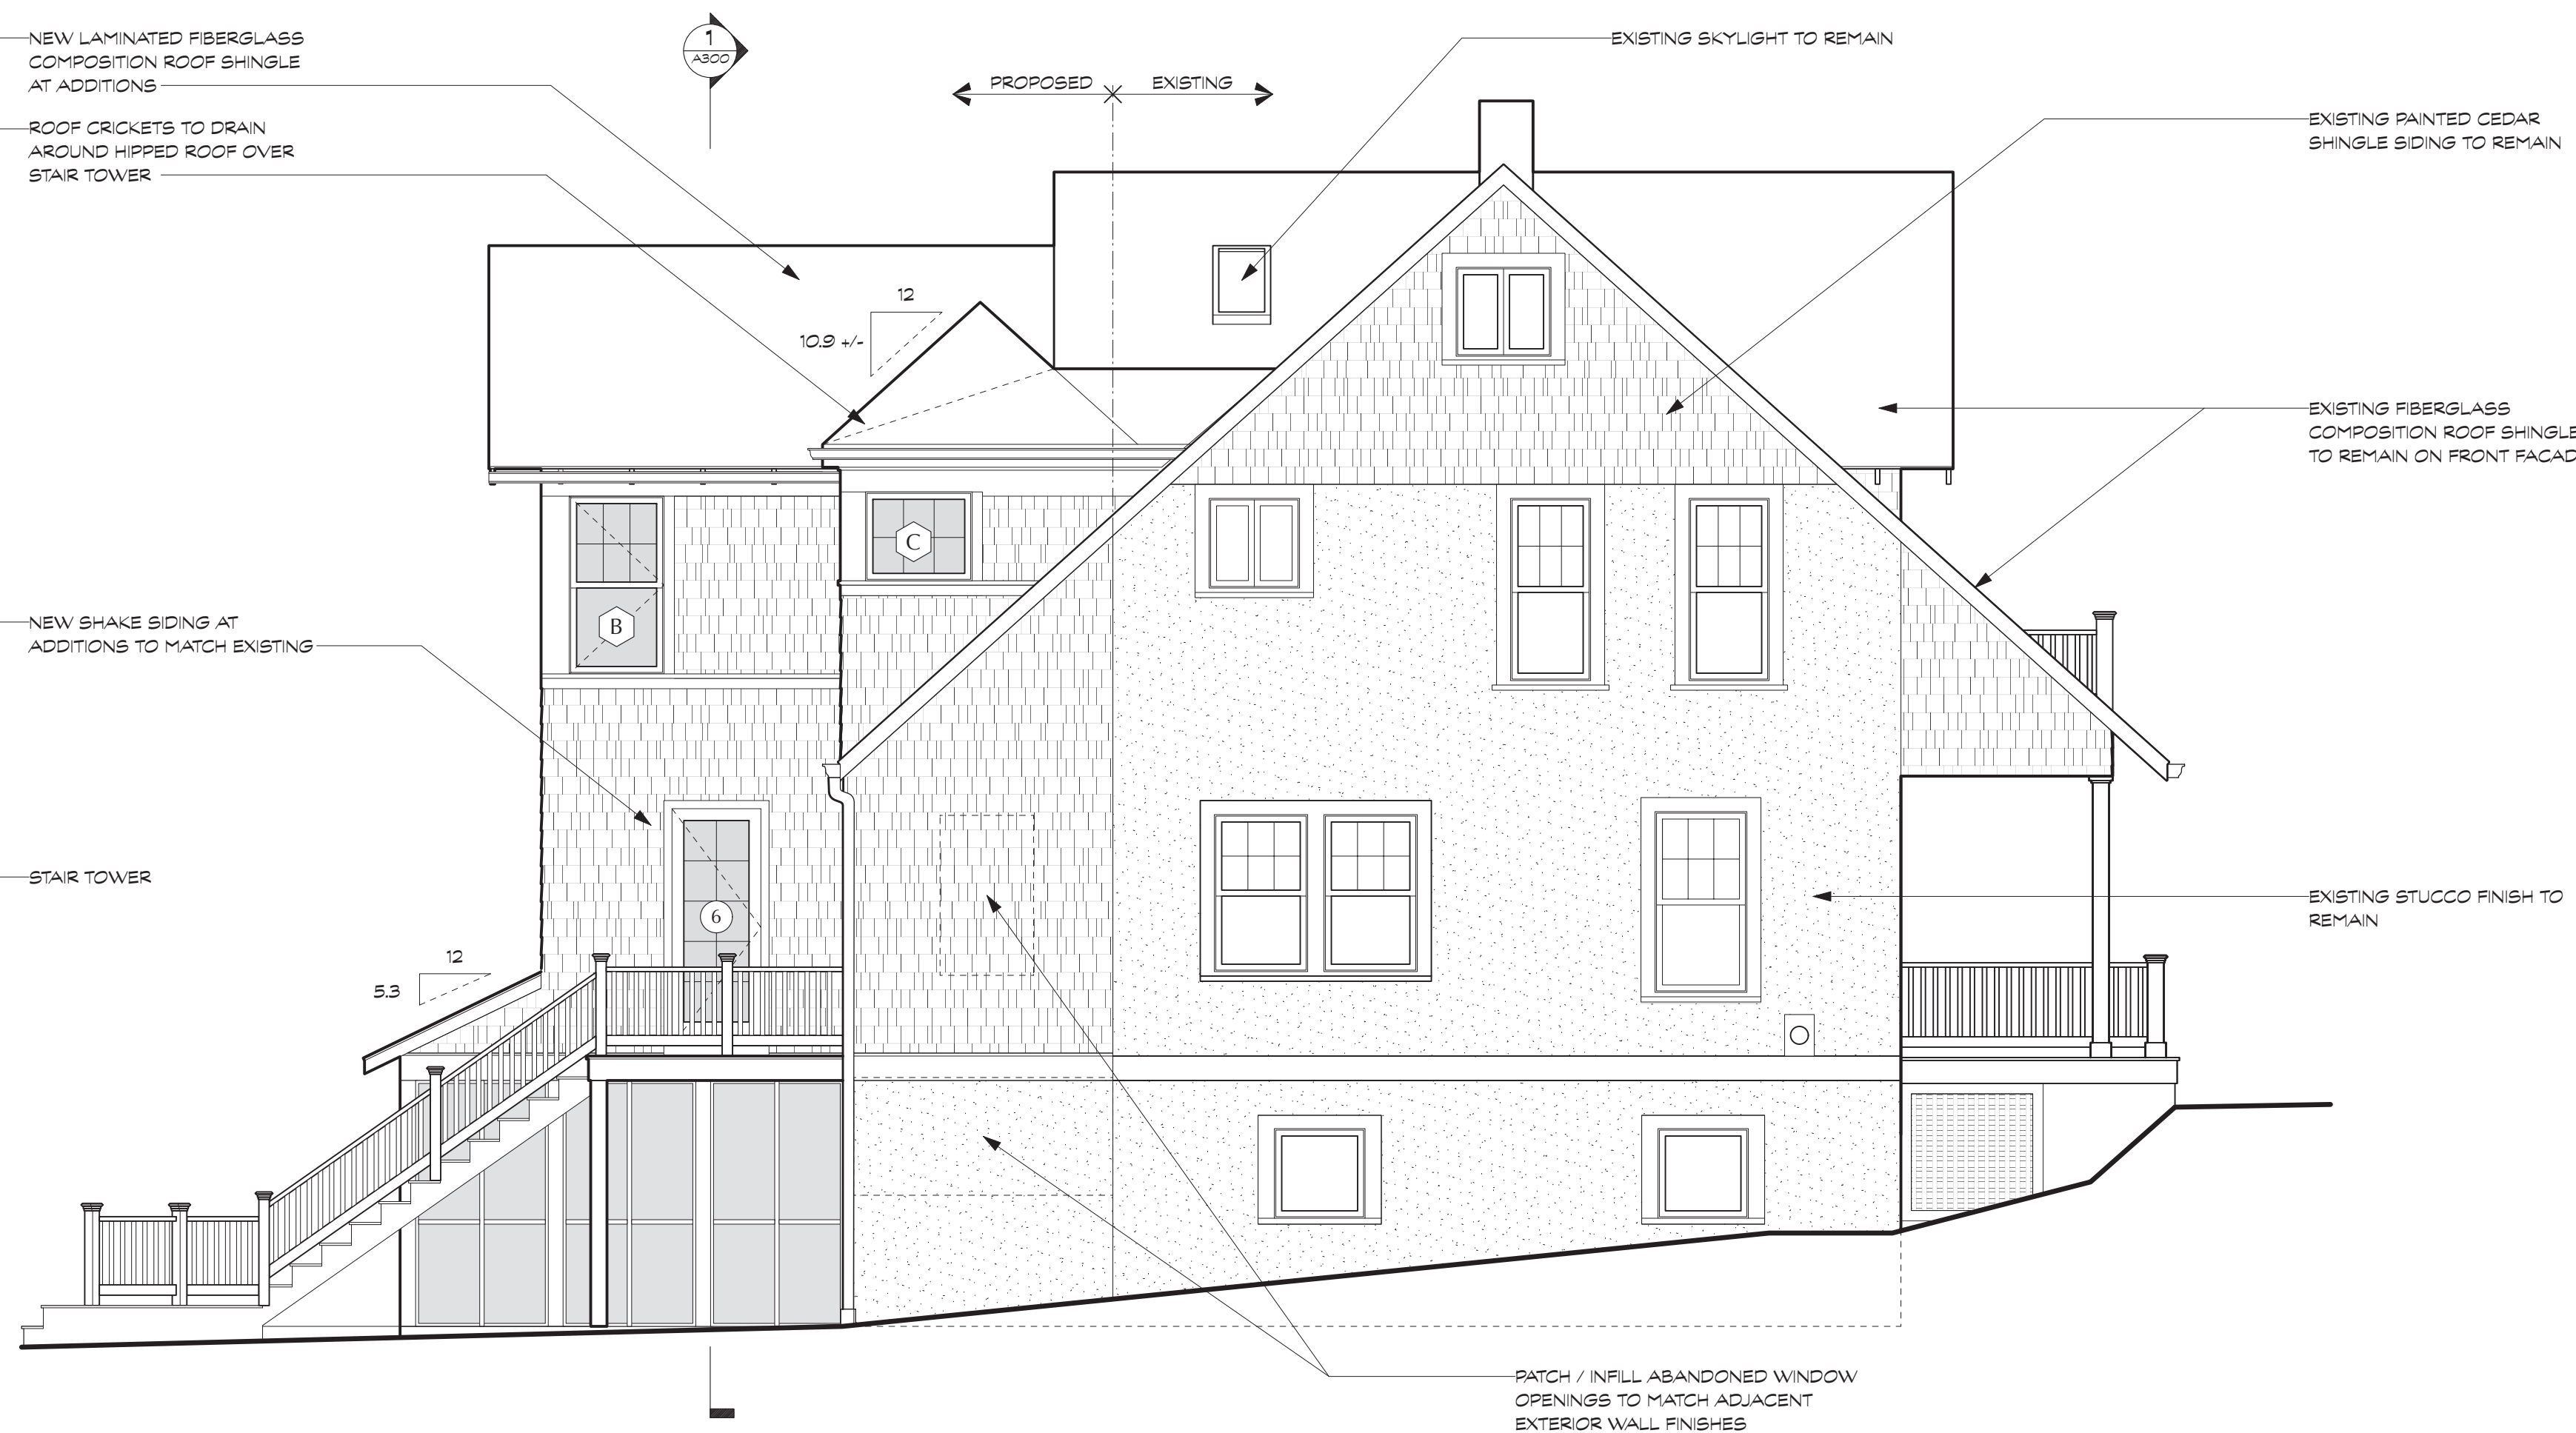 NEW LAMINATED FIBERGLASS
COMPOSITION ROOF SHINGLE
AT ADDITIONS
ROOF CRICKETS TO DRAIN
AROUND HIPPED ROOF OVER
STAIR TOWER
1
A300
PROPOSED
EXISTING
EXISTING SKYLIGHT TO REMAIN
EXISTING PAINTED CEDAR
SHINGLE SIDING TO REMAIN
12
10.9 +/-
EXISTING FIBERGLASS
COMPOSITION ROOF SHINGLE
TO REMAIN ON FRONT FACAD
C
B
NEW SHAKE SIDING AT
ADDITIONS TO MATCH EXISTING
STAIR TOWER
6
EXISTING STUCCO FINISH TO
REMAIN
12
5.3
PATCH / INFILL ABANDONED WINDOW
OPENINGS TO MATCH ADJACENT
EXTERIOR WALL FINISHES